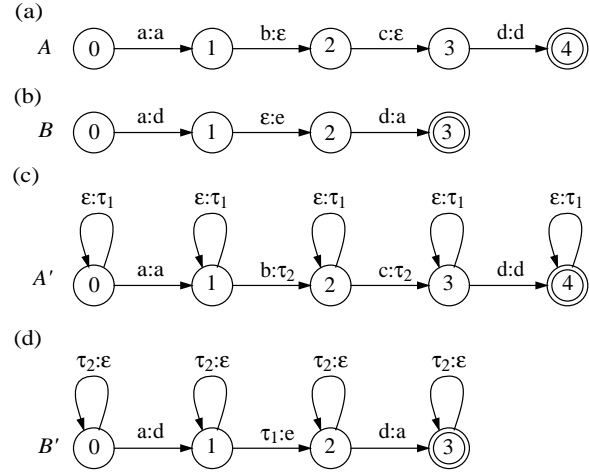 (a)
A 0 a:a 1 b:ε 2 c:ε 3 d:d 4
(b)
B 0 a:d 1 ε:e 2 d:a 3
(c)
ε:τ1 ε:τ1 ε:τ1 ε:τ1 ε:τ1
A' 0 a:a 1 b:τ2 2 c:τ2 3 d:d 4
(d)
τ2:ε τ2:ε τ2:ε τ2:ε
B' 0 a:d 1 τ1:e 2 d:a 3